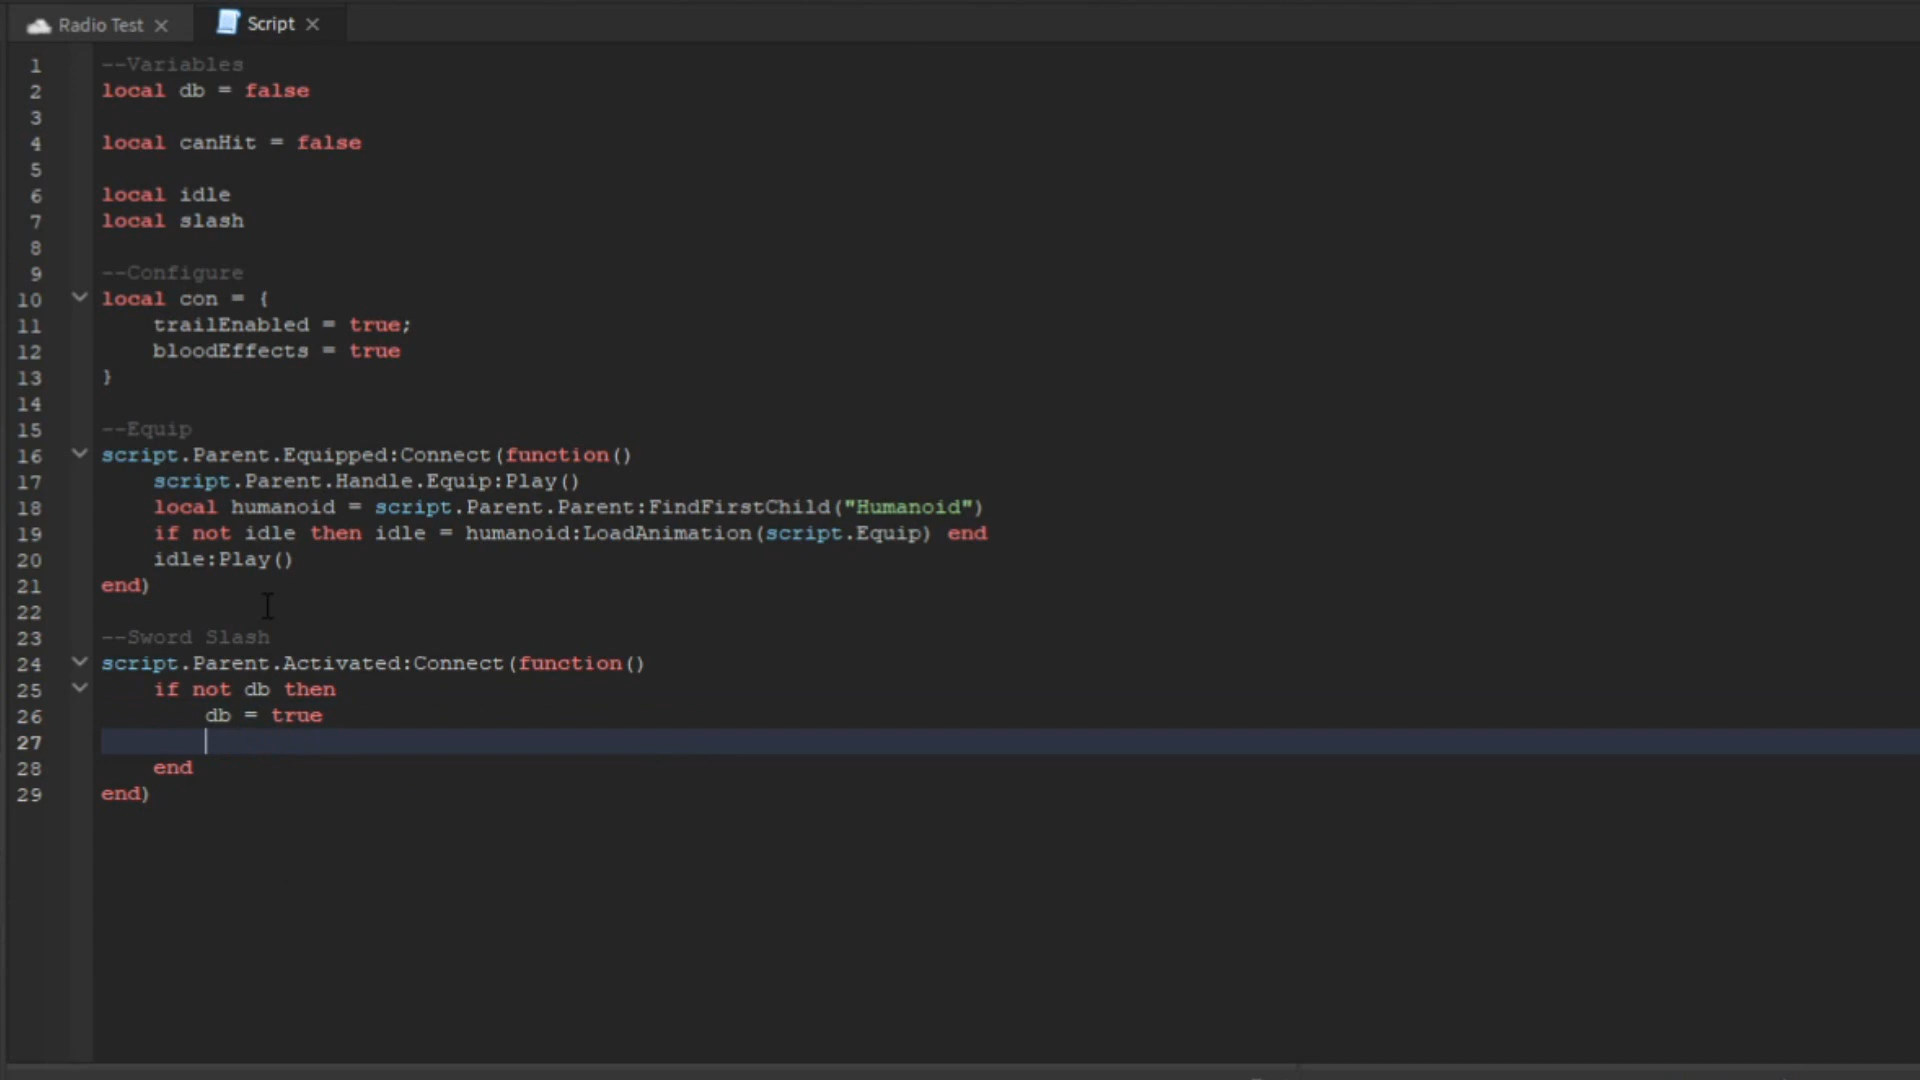 Radio Test
Script
1 --Variables
2 local db = false
3
4 local canHit = false
5
6 local idle
7 local slash
8
9 --Configure
10 local con = {
11     trailEnabled = true;
12     bloodEffects = true
13 }
14
15 --Equip
16 script.Parent.Equipped:Connect(function()
17     script.Parent.Handle.Equip:Play()
18     local humanoid = script.Parent.Parent:FindFirstChild("Humanoid")
19     if not idle then idle = humanoid:LoadAnimation(script.Equip) end
20     idle:Play()
21 end)
22
23 --Sword Slash
24 script.Parent.Activated:Connect(function()
25     if not db then
26         db = true
27
28     end
29 end)